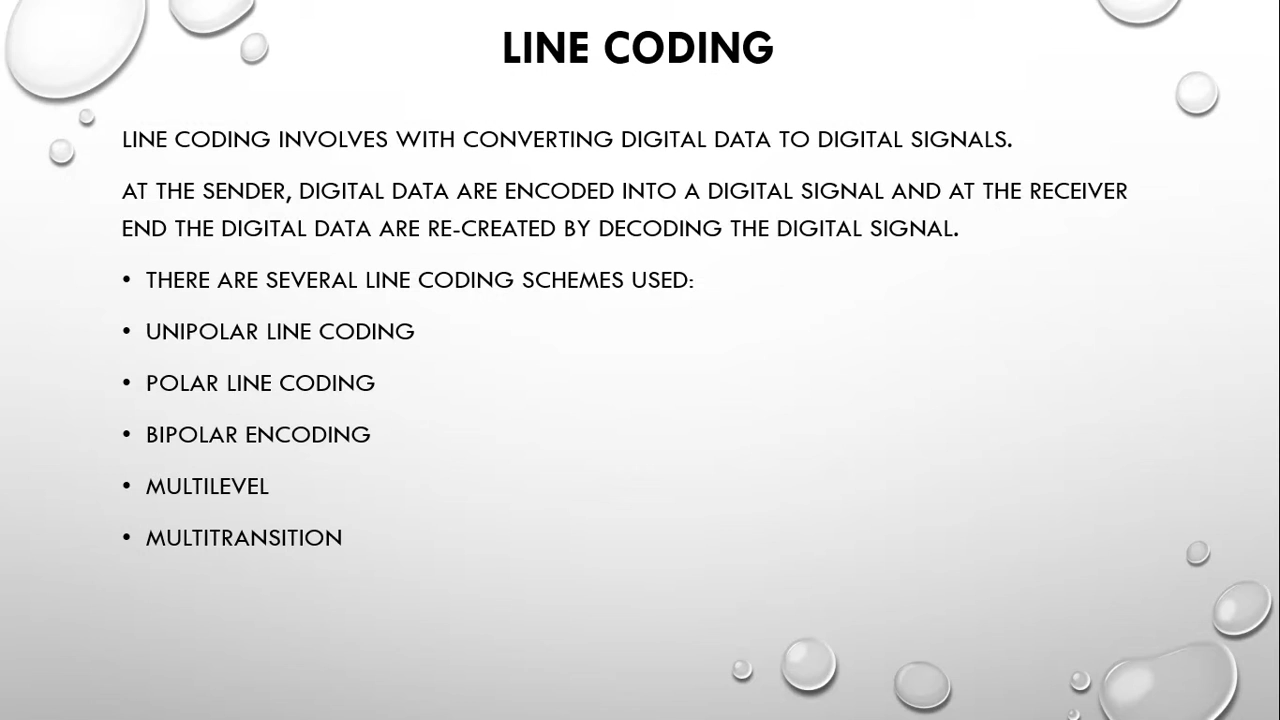 LINE CODING
LINE CODING INVOLVES WITH CONVERTING DIGITAL DATA TO DIGITAL SIGNALS.
AT THE SENDER, DIGITAL DATA ARE ENCODED INTO A DIGITAL SIGNAL AND AT THE RECEIVER
END THE DIGITAL DATA ARE RE-CREATED BY DECODING THE DIGITAL SIGNAL.
• THERE ARE SEVERAL LINE CODING SCHEMES USED:
• UNIPOLAR LINE CODING
• POLAR LINE CODING
• BIPOLAR ENCODING
• MULTILEVEL
• MULTITRANSITION